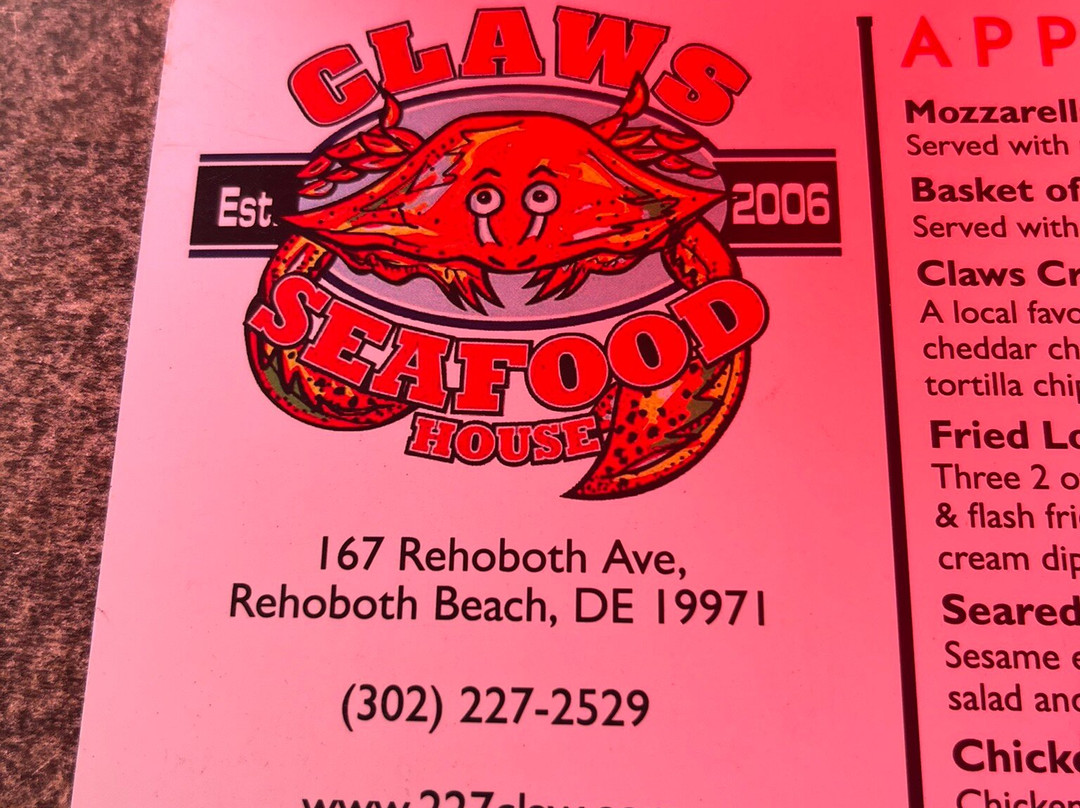 CLAWS
Est. 2006
SEAFOOD
HOUSE
167 Rehoboth Ave,
Rehoboth Beach, DE 19971
(302) 227-2529
APP
Mozzarell
Served with
Basket of
Served with
Claws Cr
A local favo
cheddar ch
tortilla chip
Fried Lo
Three 2 o
& flash fri
cream dip
Seared
Sesame e
salad and
Chicke
Chicken